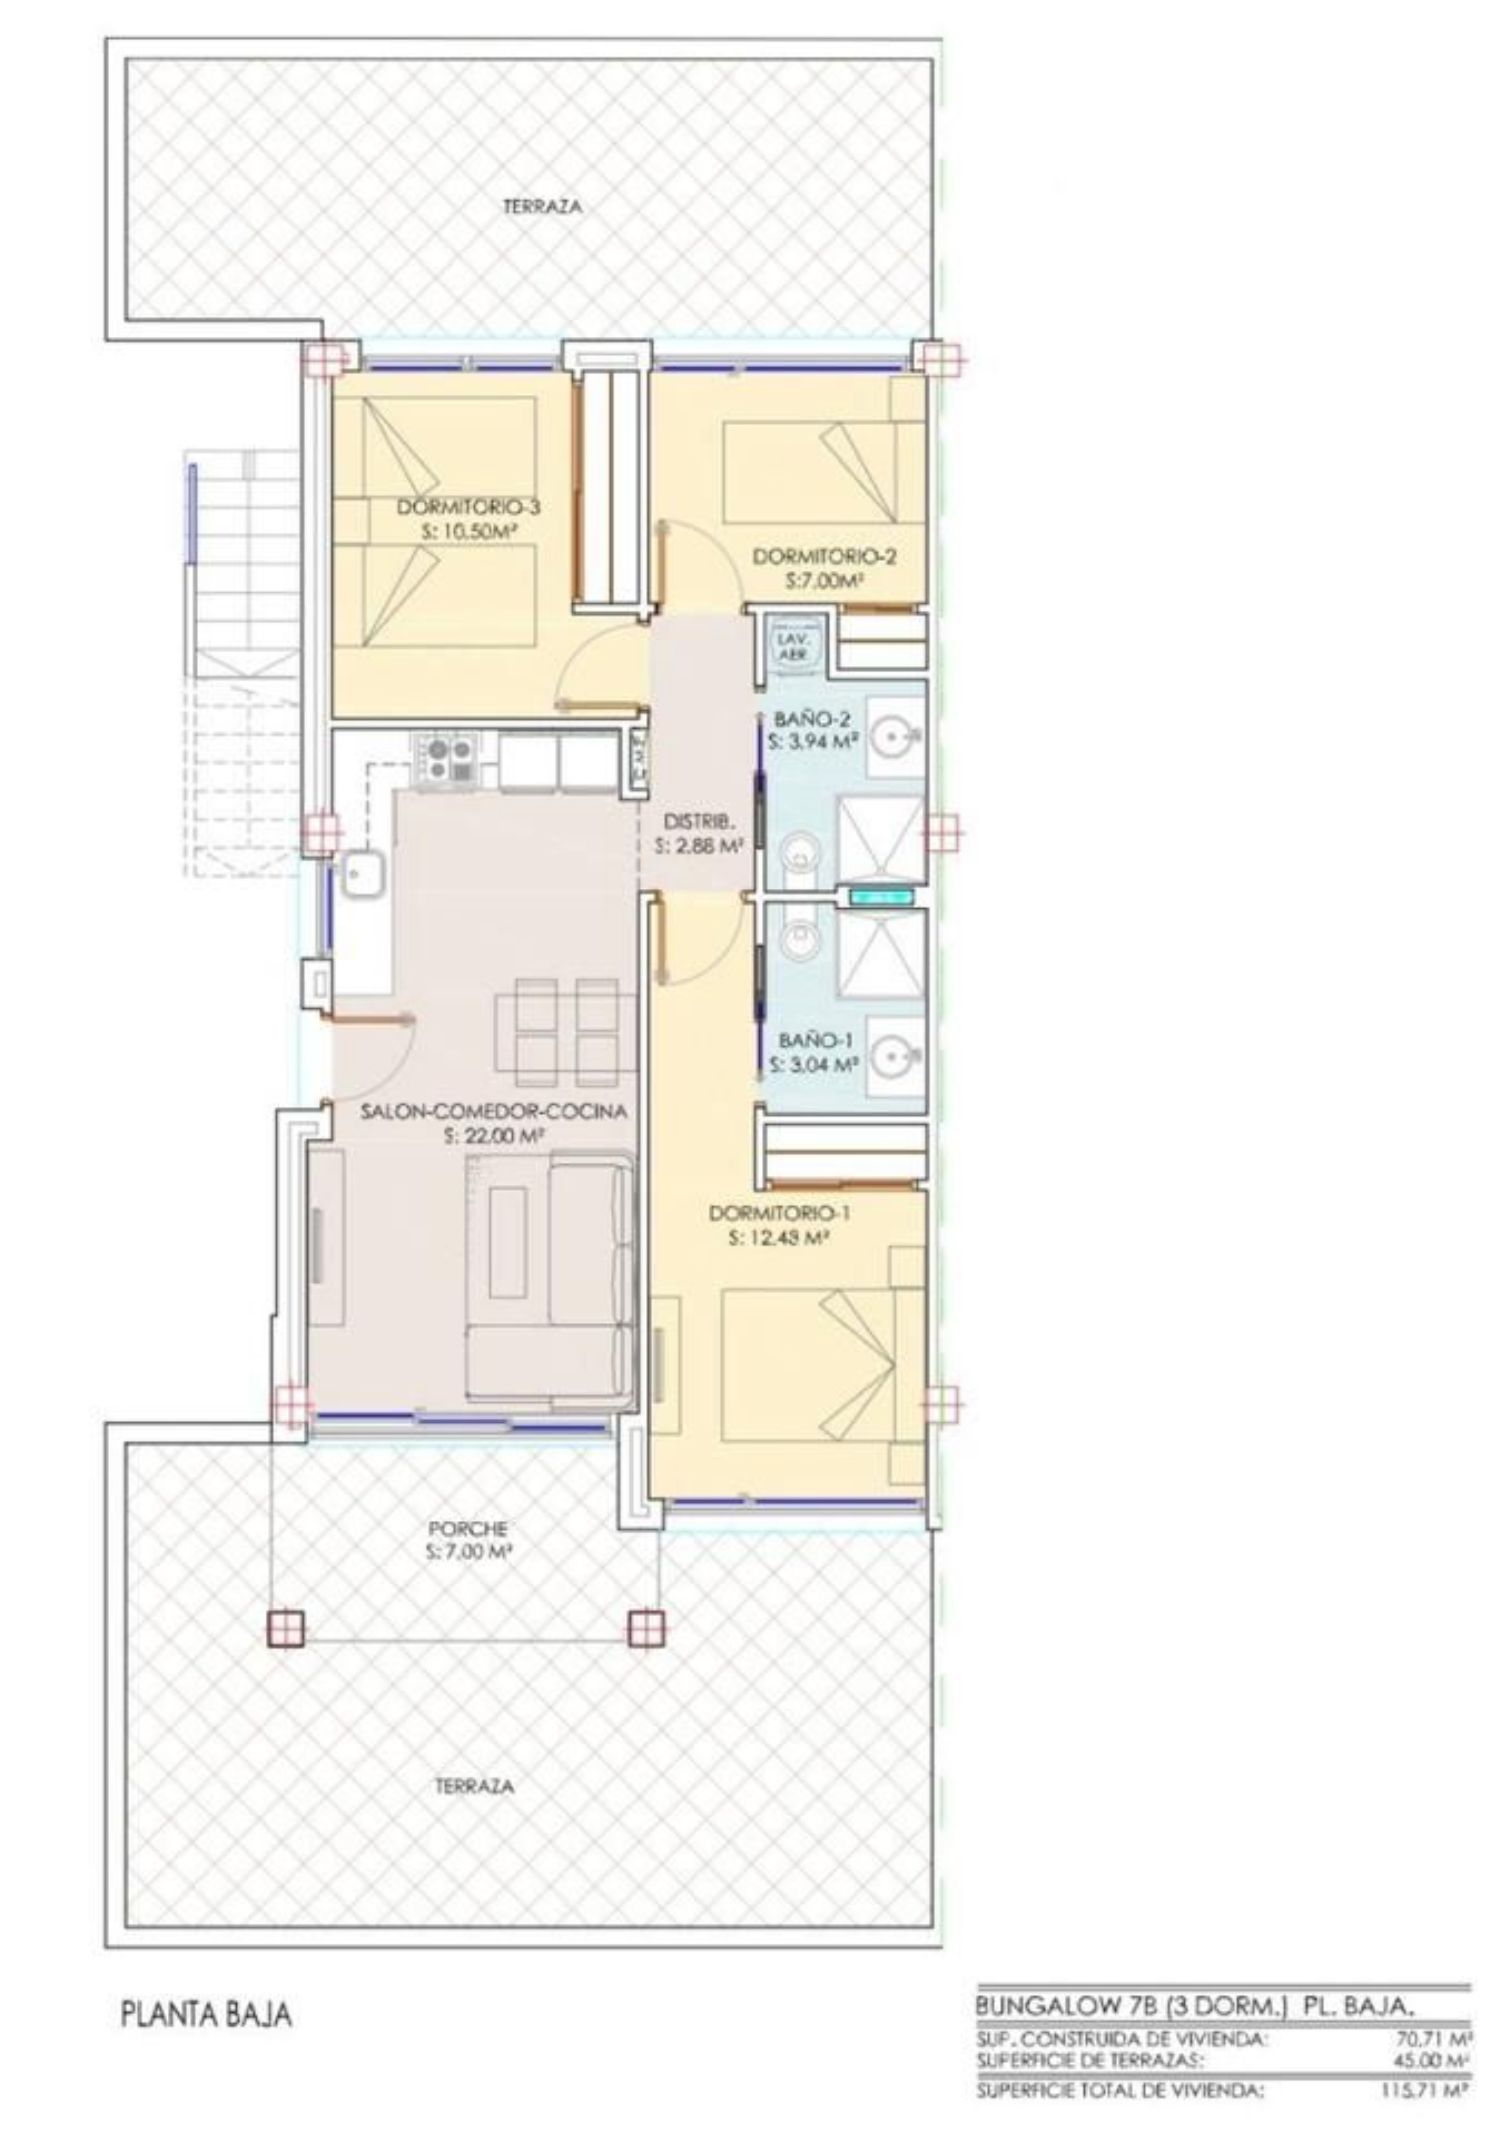 TERRAZA
DORMITORIO-3
S: 10.50M²
DORMITORIO-2
S:7.00M²
LAV.
AER
BAÑO-2
S: 3.94 M²
DISTRIB.
S: 2.88 M²
BAÑO-1
S: 3.04 M²
SALON-COMEDOR-COCINA
S: 22.00 M²
DORMITORIO-1
S: 12.43 M²
PORCHE
S: 7.00 M²
TERRAZA
PLANTA BAJA
BUNGALOW 7B (3 DORM.) PL. BAJA.
SUP. CONSTRUIDA DE VIVIENDA: 70.71 M²
SUPERFICIE DE TERRAZAS: 45.00 M²
SUPERFICIE TOTAL DE VIVIENDA: 115.71 M²